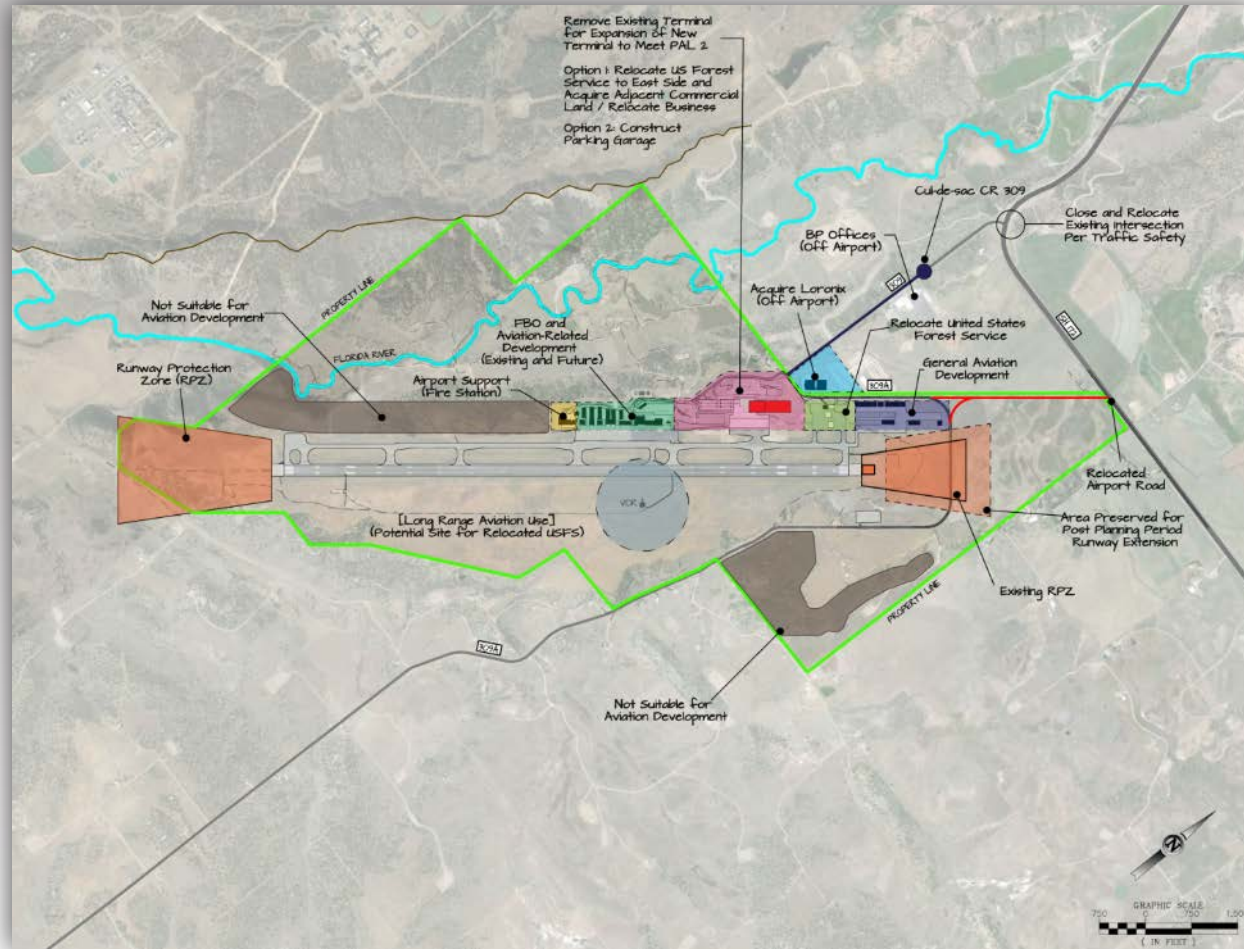 Remove Existing Terminal
for Expansion of New
Terminal to Meet PAL 2
Option 1: Relocate US Forest
Service to East Side and
Acquire Adjacent Commercial
Land / Relocate Business
Option 2: Construct
Parking Garage
Cul-de-sac CR 309
Close and Relocate
Existing Intersection
Per Traffic Safety
BP Offices
(Off Airport)
309
Acquire Loronix
(Off Airport)
SH 172
Not Suitable for
Aviation Development
PROPERTY LINE
FLORIDA RIVER
FBO and
Aviation-Related
Development
(Existing and Future)
Relocate United States
Forest Service
Runway Protection
Zone (RPZ)
Airport Support
(Fire Station)
309A
General Aviation
Development
Relocated
Airport Road
VOR
[Long Range Aviation Use]
(Potential Site for Relocated USFS)
Area Preserved for
Post Planning Period
Runway Extension
Existing RPZ
PROPERTY LINE
309A
Not Suitable for
Aviation Development
N
GRAPHIC SCALE
750 0 750
( IN FEET )